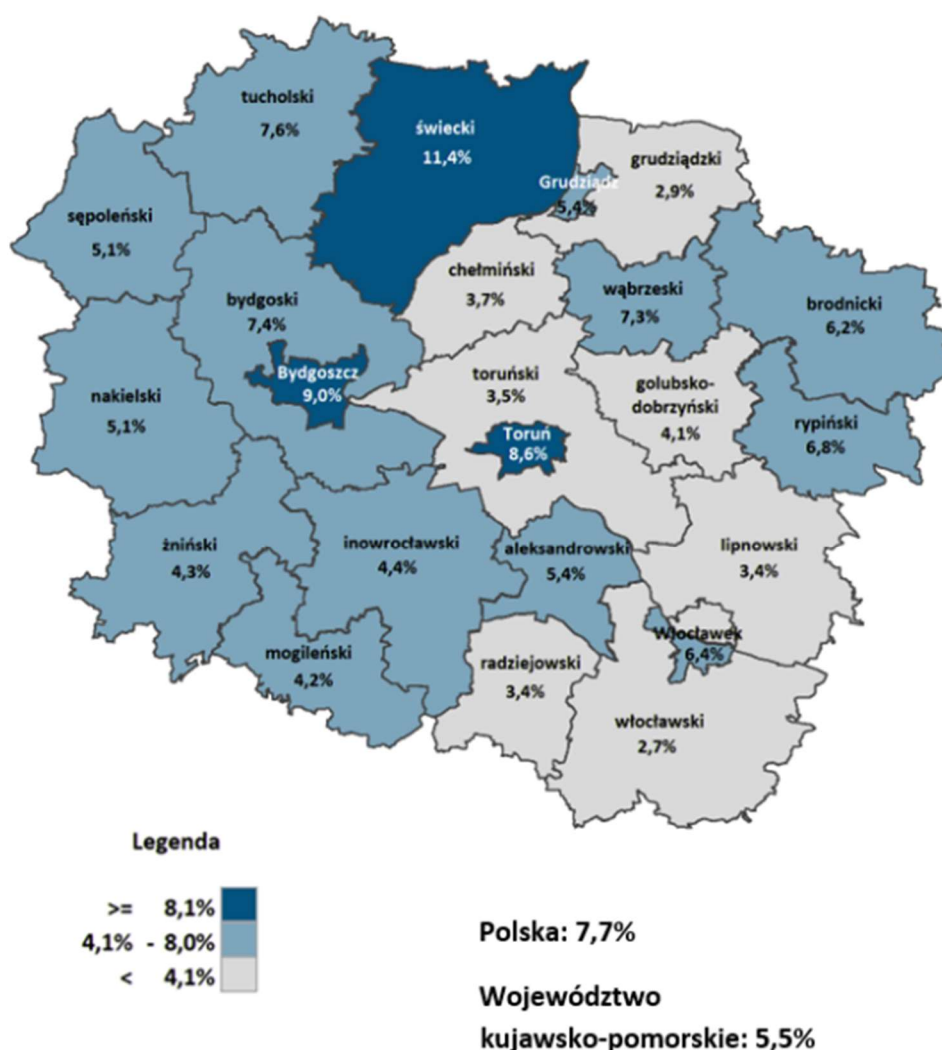 tucholski
7,6%
świecki
11,4%
grudziądzki
2,9%
Grudziądz
5,4%
sępoleński
5,1%
chełmiński
3,7%
wąbrzeski
7,3%
brodnicki
6,2%
bydgoski
7,4%
Bydgoszcz
9,0%
nakielski
5,1%
toruński
3,5%
golubsko-
dobrzyński
4,1%
rypiński
6,8%
Toruń
8,6%
żniński
4,3%
inowrocławski
4,4%
aleksandrowski
5,4%
lipnowski
3,4%
Włocławek
6,4%
mogileński
4,2%
radziejowski
3,4%
włocławski
2,7%
Legenda
>= 8,1%
4,1% - 8,0%
< 4,1%
Polska: 7,7%
Województwo
kujawsko-pomorskie: 5,5%